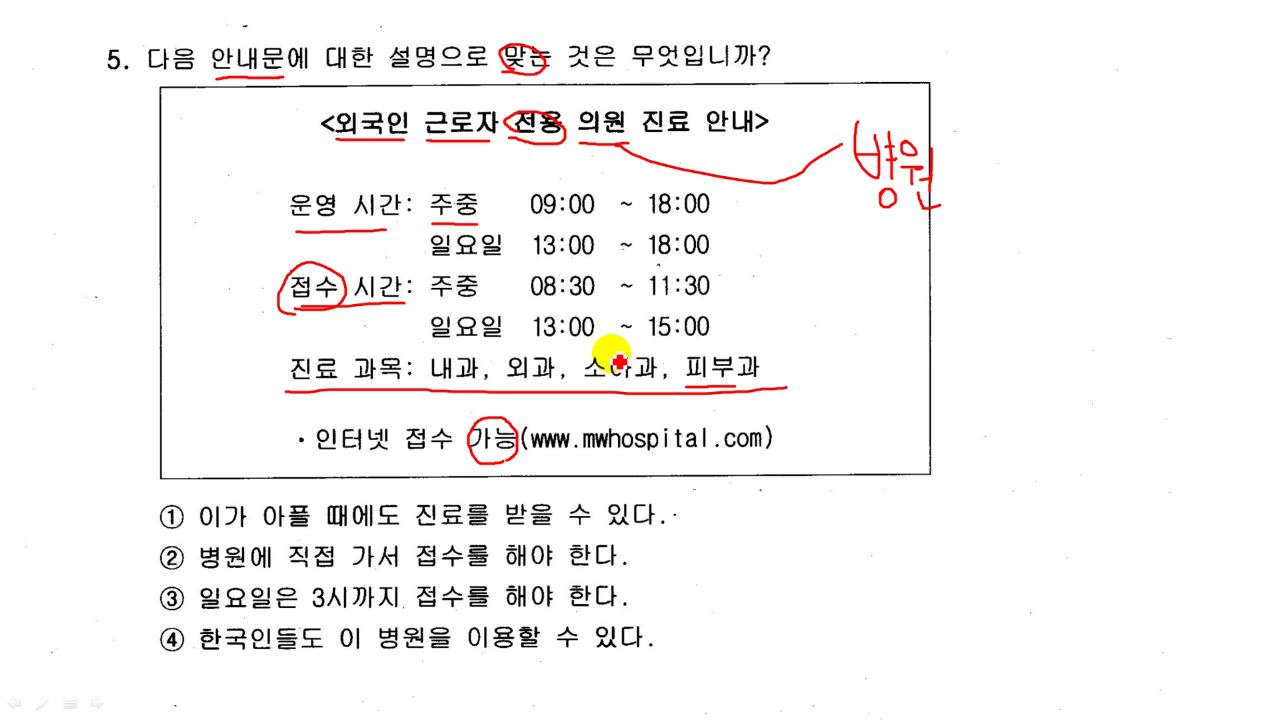 5. 다음 안내문에 대한 설명으로 맞는 것은 무엇입니까?
<외국인 근로자 전용 의원 진료 안내>
병원
운영 시간: 주중 09:00 ~ 18:00
일요일 13:00 ~ 18:00
접수 시간: 주중 08:30 ~ 11:30
일요일 13:00 ~ 15:00
진료 과목: 내과, 외과, 소아과, 피부과
· 인터넷 접수 가능(www.mwhospital.com)
① 이가 아플 때에도 진료를 받을 수 있다.
② 병원에 직접 가서 접수를 해야 한다.
③ 일요일은 3시까지 접수를 해야 한다.
④ 한국인들도 이 병원을 이용할 수 있다.